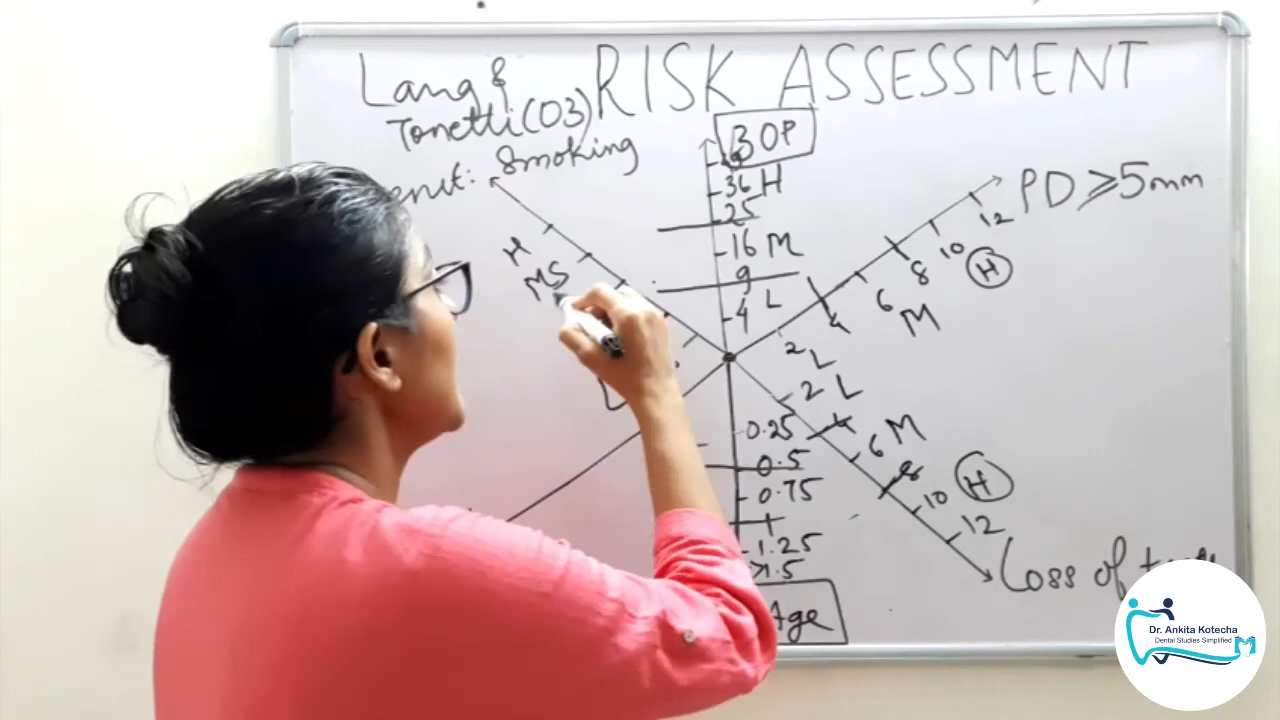 Lang &
Tonetti (03)
RISK ASSESSMENT
: Smoking
BOP
36 H
25
16 M
9
4 L
PD ≥ 5mm
12
10 H
8
6 M
4
2 L
H
MS
2 L
4
6 M
8
10 H
12
Loss of
0.25
0.5
0.75
1
1.25
>1.5
Age
Dr. Ankita Kotecha
Dental Studies Simplified